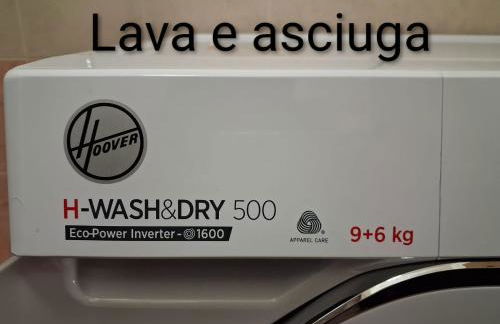 Lava e asciuga
HOOVER
H-WASH&DRY 500
Eco-Power Inverter - 1600
APPAREL CARE
9+6 kg